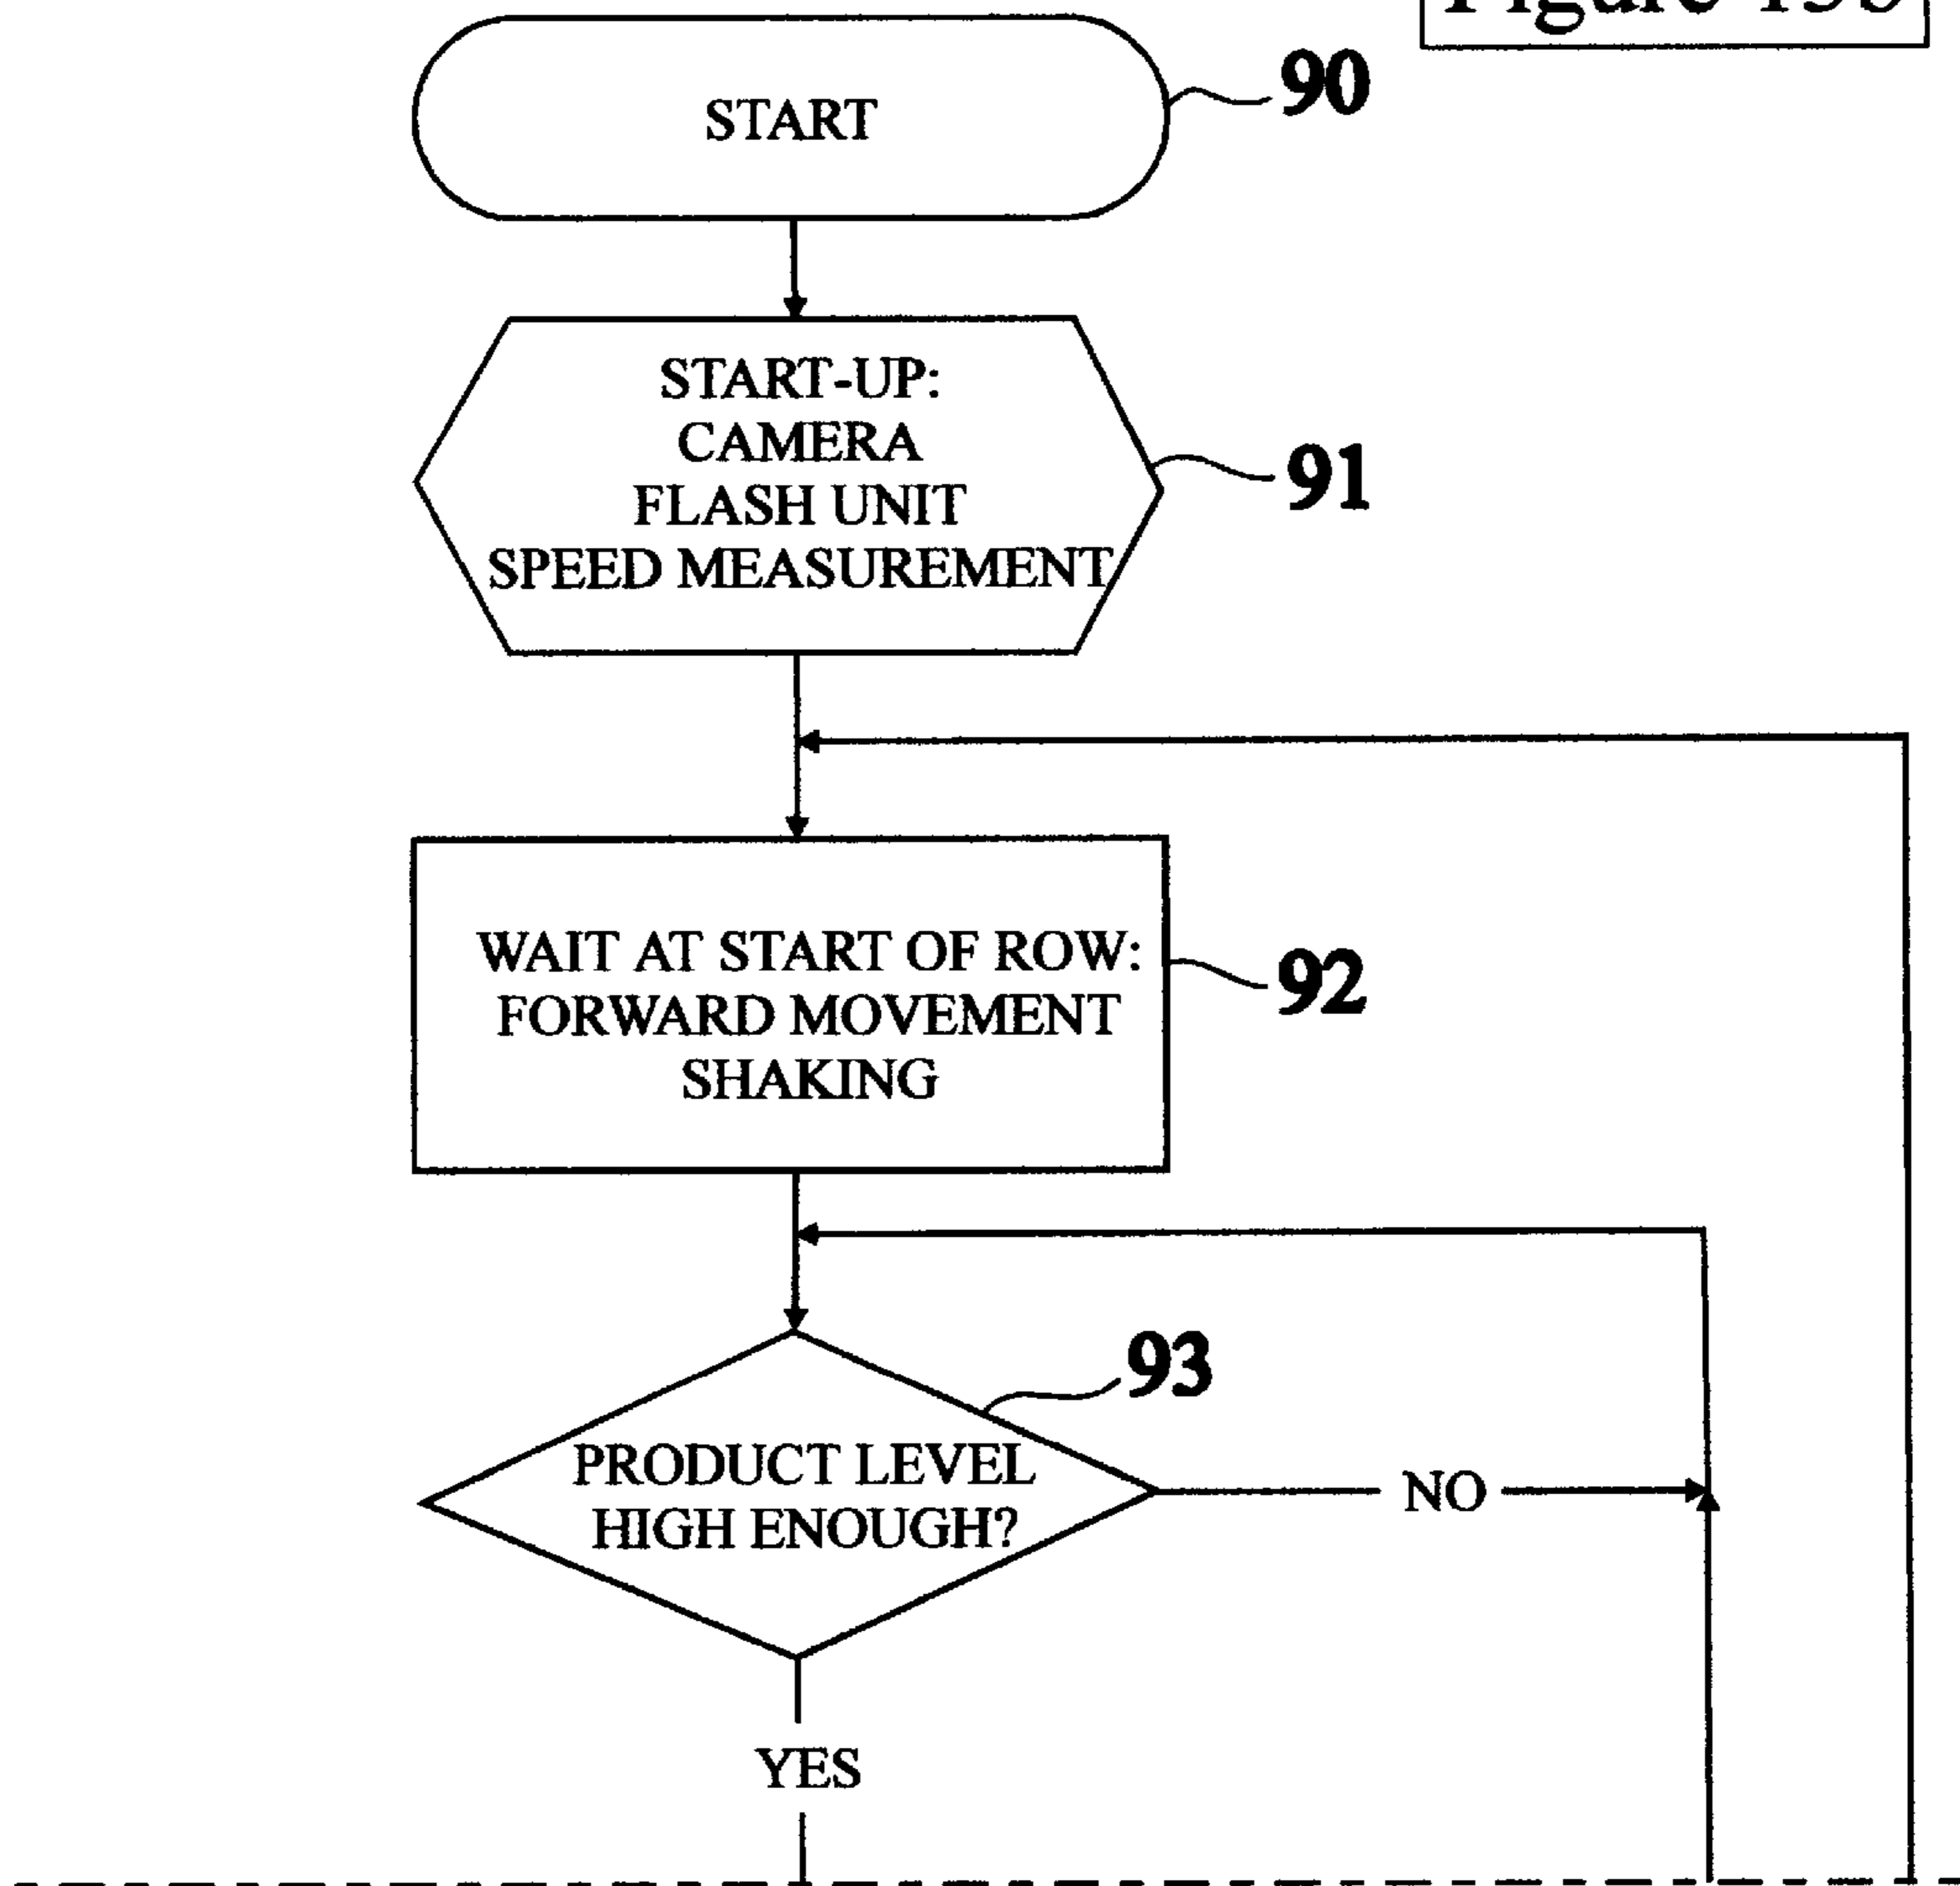 START
90
START-UP:
CAMERA
FLASH UNIT
SPEED MEASUREMENT
91
WAIT AT START OF ROW:
FORWARD MOVEMENT
SHAKING
92
93
PRODUCT LEVEL
HIGH ENOUGH?
NO
YES